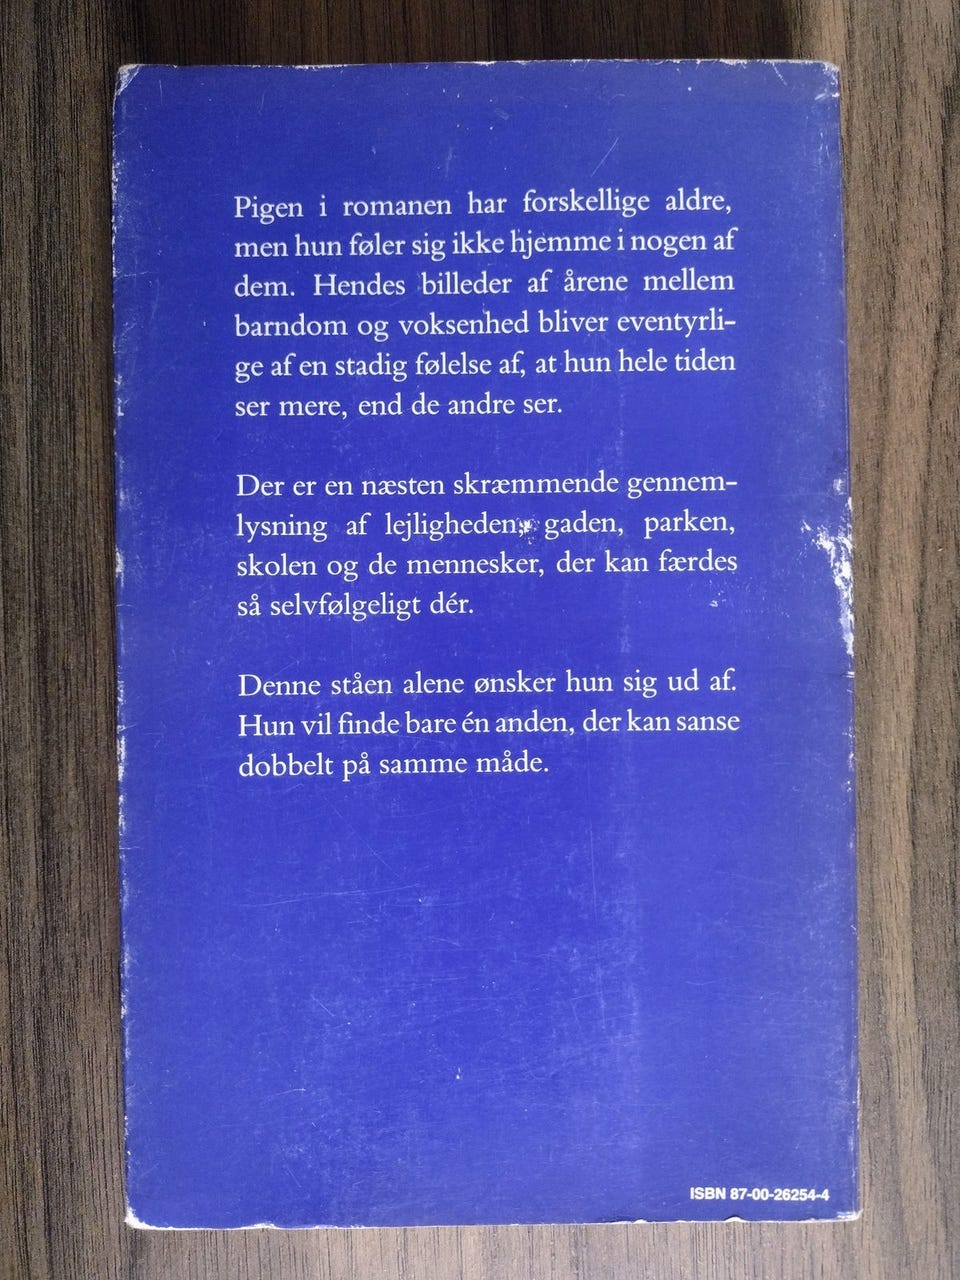 Pigen i romanen har forskellige aldre,
men hun føler sig ikke hjemme i nogen af
dem. Hendes billeder af årene mellem
barndom og voksenhed bliver eventyrli-
ge af en stadig følelse af, at hun hele tiden
ser mere, end de andre ser.
Der er en næsten skræmmende gennem-
lysning af lejligheden, gaden, parken,
skolen og de mennesker, der kan færdes
så selvfølgeligt dér.
Denne ståen alene ønsker hun sig ud af.
Hun vil finde bare én anden, der kan sanse
dobbelt på samme måde.
ISBN 87-00-26254-4